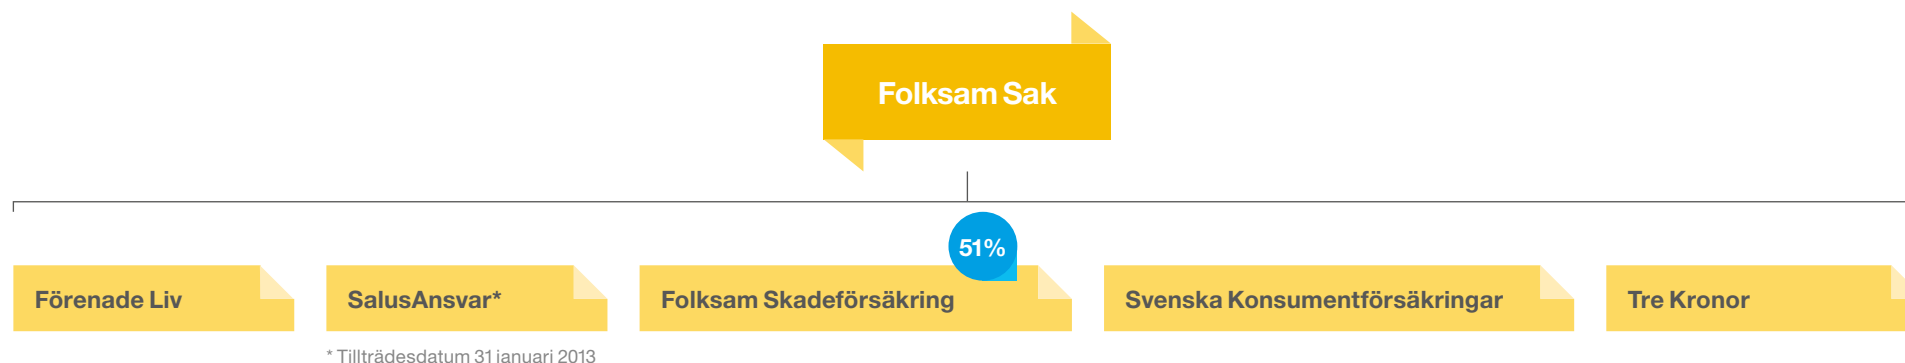 Folksam Sak
51%
Förenade Liv
SalusAnsvar*
Folksam Skadeförsäkring
Svenska Konsumentförsäkringar
Tre Kronor
* Tillträdesdatum 31 januari 2013